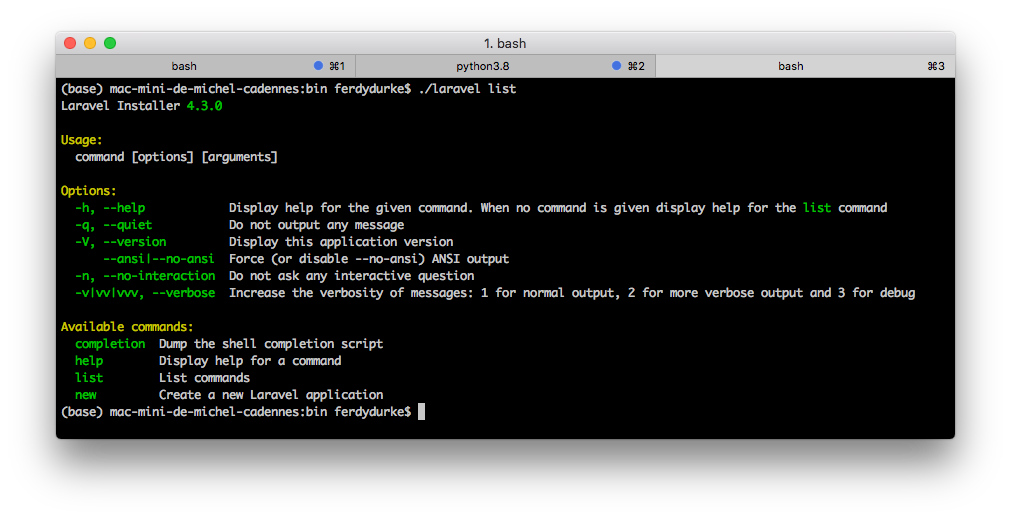 1. bash
bash ⌘1 python3.8 ⌘2 bash ⌘3
(base) mac-mini-de-michel-cadennes:bin ferdydurke$ ./laravel list
Laravel Installer 4.3.0
Usage:
command [options] [arguments]
Options:
-h, --help Display help for the given command. When no command is given display help for the list command
-q, --quiet Do not output any message
-V, --version Display this application version
--ansi|--no-ansi Force (or disable --no-ansi) ANSI output
-n, --no-interaction Do not ask any interactive question
-v|vv|vvv, --verbose Increase the verbosity of messages: 1 for normal output, 2 for more verbose output and 3 for debug
Available commands:
completion Dump the shell completion script
help Display help for a command
list List commands
new Create a new Laravel application
(base) mac-mini-de-michel-cadennes:bin ferdydurke$